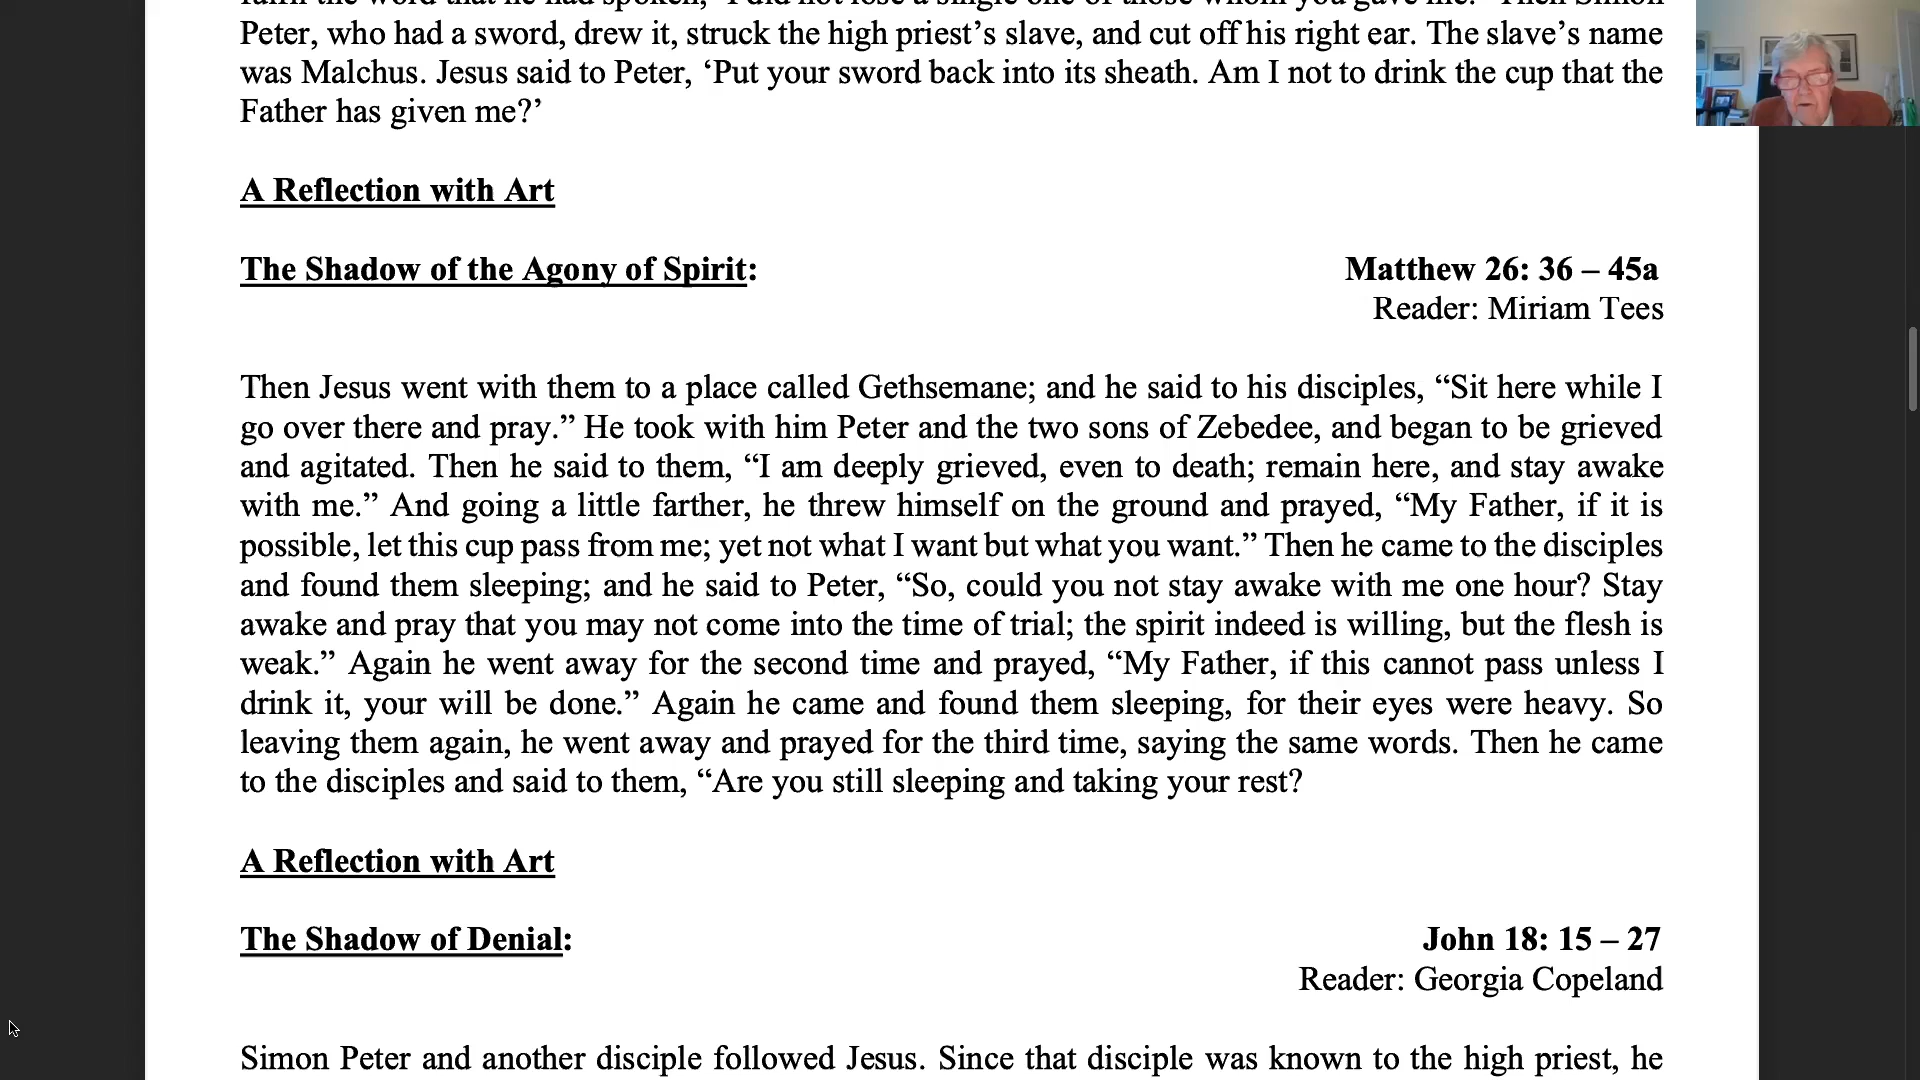 Peter, who had a sword, drew it, struck the high priest’s slave, and cut off his right ear. The slave’s name
was Malchus. Jesus said to Peter, ‘Put your sword back into its sheath. Am I not to drink the cup that the
Father has given me?’
A Reflection with Art
The Shadow of the Agony of Spirit: Matthew 26: 36 – 45a
Reader: Miriam Tees
Then Jesus went with them to a place called Gethsemane; and he said to his disciples, “Sit here while I
go over there and pray.” He took with him Peter and the two sons of Zebedee, and began to be grieved
and agitated. Then he said to them, “I am deeply grieved, even to death; remain here, and stay awake
with me.” And going a little farther, he threw himself on the ground and prayed, “My Father, if it is
possible, let this cup pass from me; yet not what I want but what you want.” Then he came to the disciples
and found them sleeping; and he said to Peter, “So, could you not stay awake with me one hour? Stay
awake and pray that you may not come into the time of trial; the spirit indeed is willing, but the flesh is
weak.” Again he went away for the second time and prayed, “My Father, if this cannot pass unless I
drink it, your will be done.” Again he came and found them sleeping, for their eyes were heavy. So
leaving them again, he went away and prayed for the third time, saying the same words. Then he came
to the disciples and said to them, “Are you still sleeping and taking your rest?
A Reflection with Art
The Shadow of Denial: John 18: 15 – 27
Reader: Georgia Copeland
Simon Peter and another disciple followed Jesus. Since that disciple was known to the high priest, he